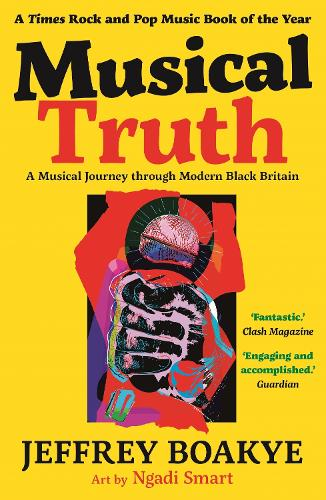 A Times Rock and Pop Music Book of the Year
Musical
Truth
A Musical Journey through Modern Black Britain
‘Fantastic.’
Clash Magazine
‘Engaging and
accomplished.’
Guardian
JEFFREY BOAKYE
Art by Ngadi Smart